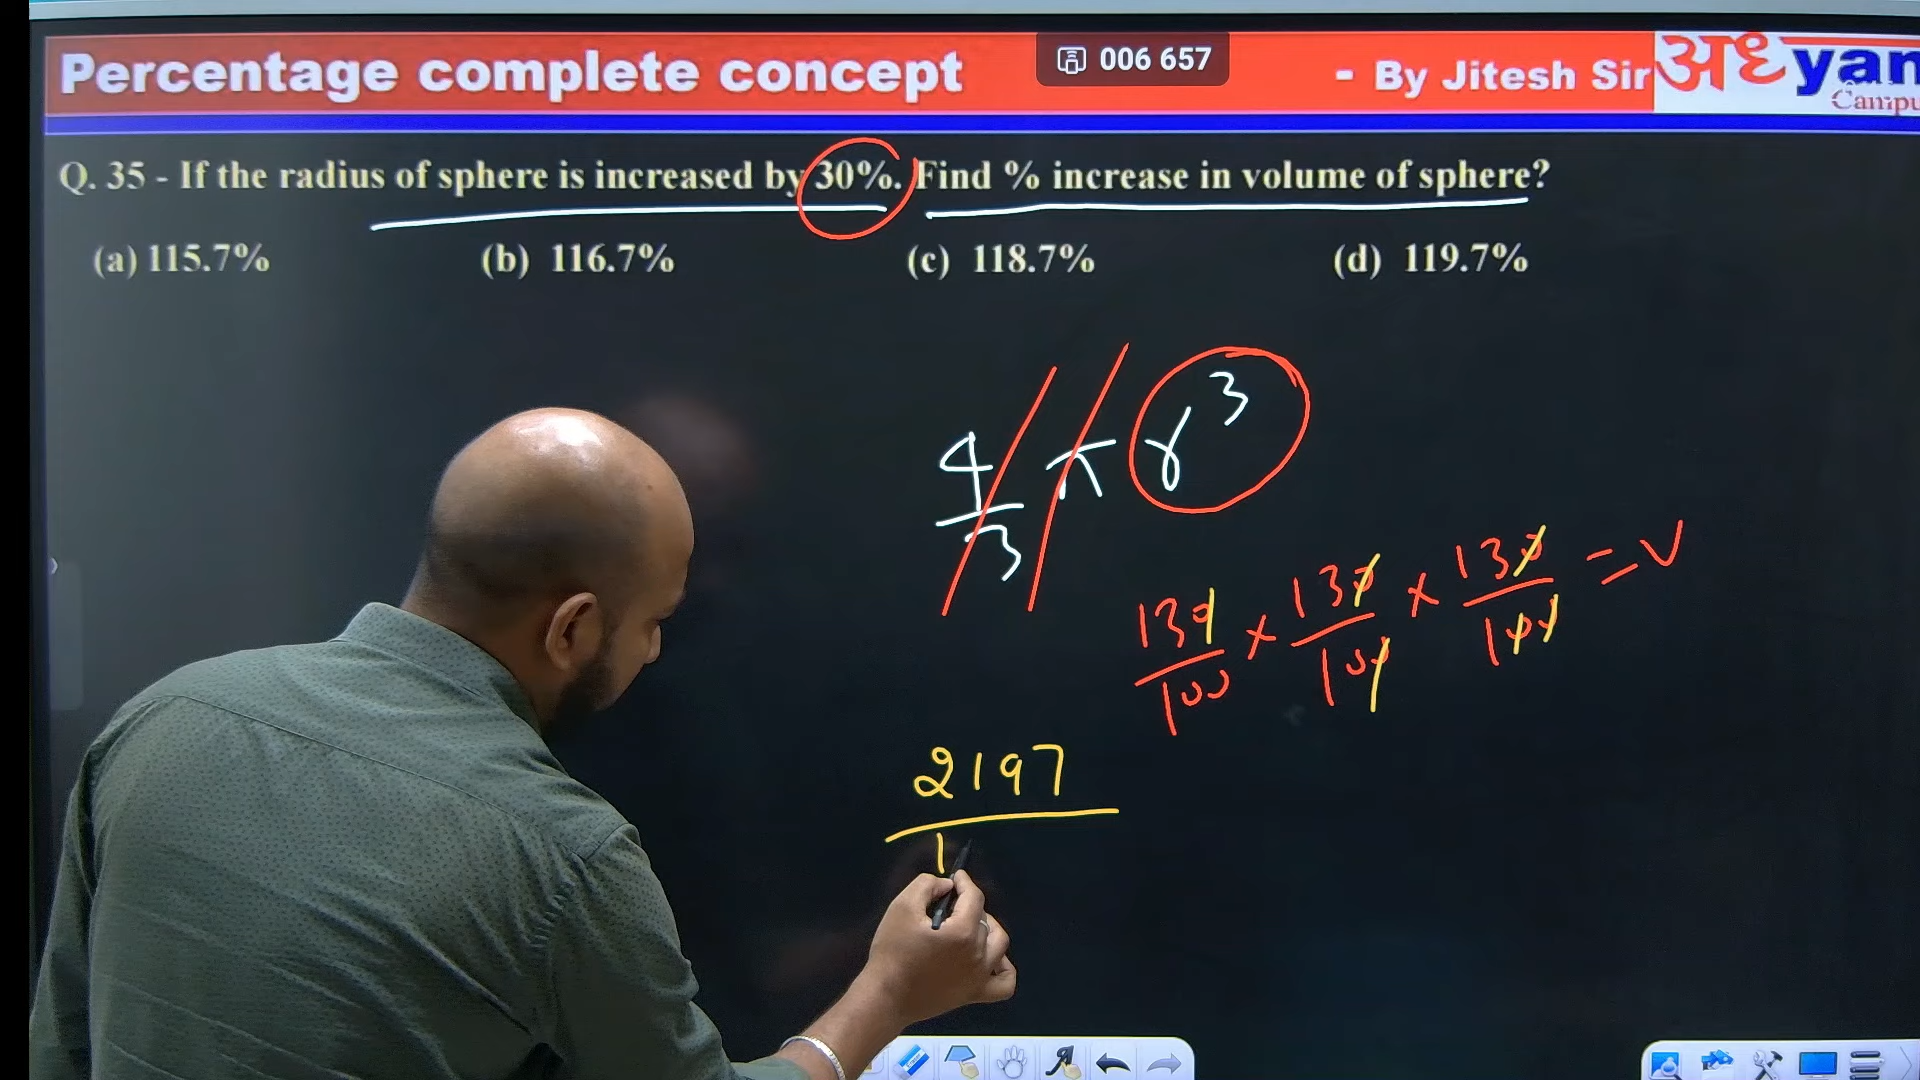 Percentage complete concept
006 657
- By Jitesh Sir
अध्yan
Campu
Q. 35 - If the radius of sphere is increased by 30%. Find % increase in volume of sphere?
(a) 115.7%
(b) 116.7%
(c) 118.7%
(d) 119.7%
4/3 π r³
130/100 × 130/100 × 130/100 = V
2197
1